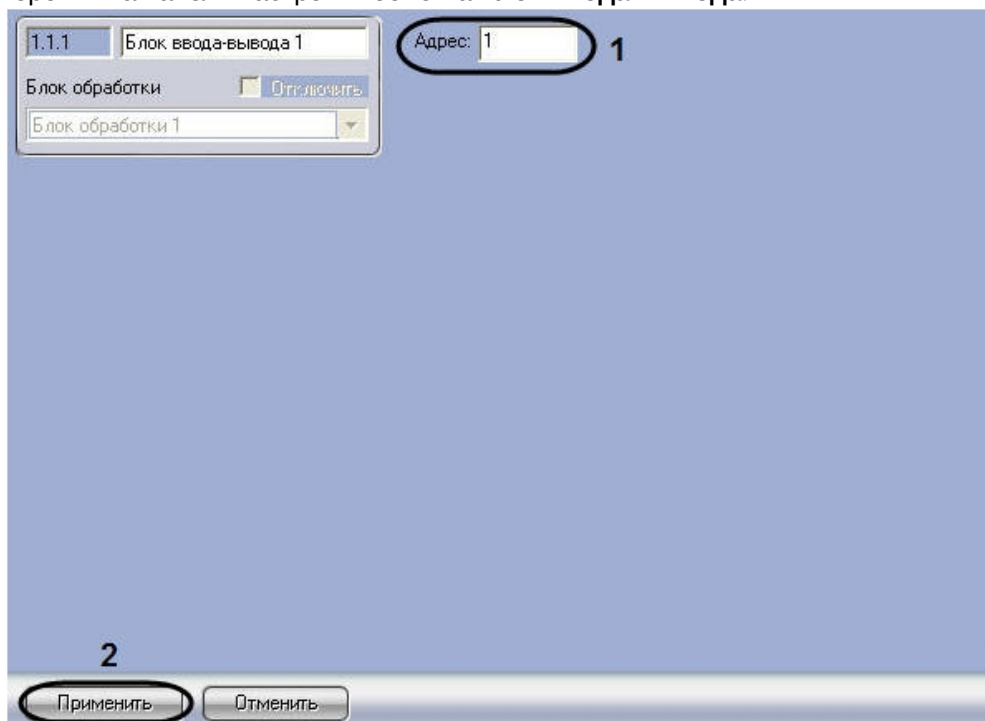 1.1.1 Блок ввода-вывода 1 Адрес: 1 1
Блок обработки Отключить
Блок обработки 1
2
Применить Отменить